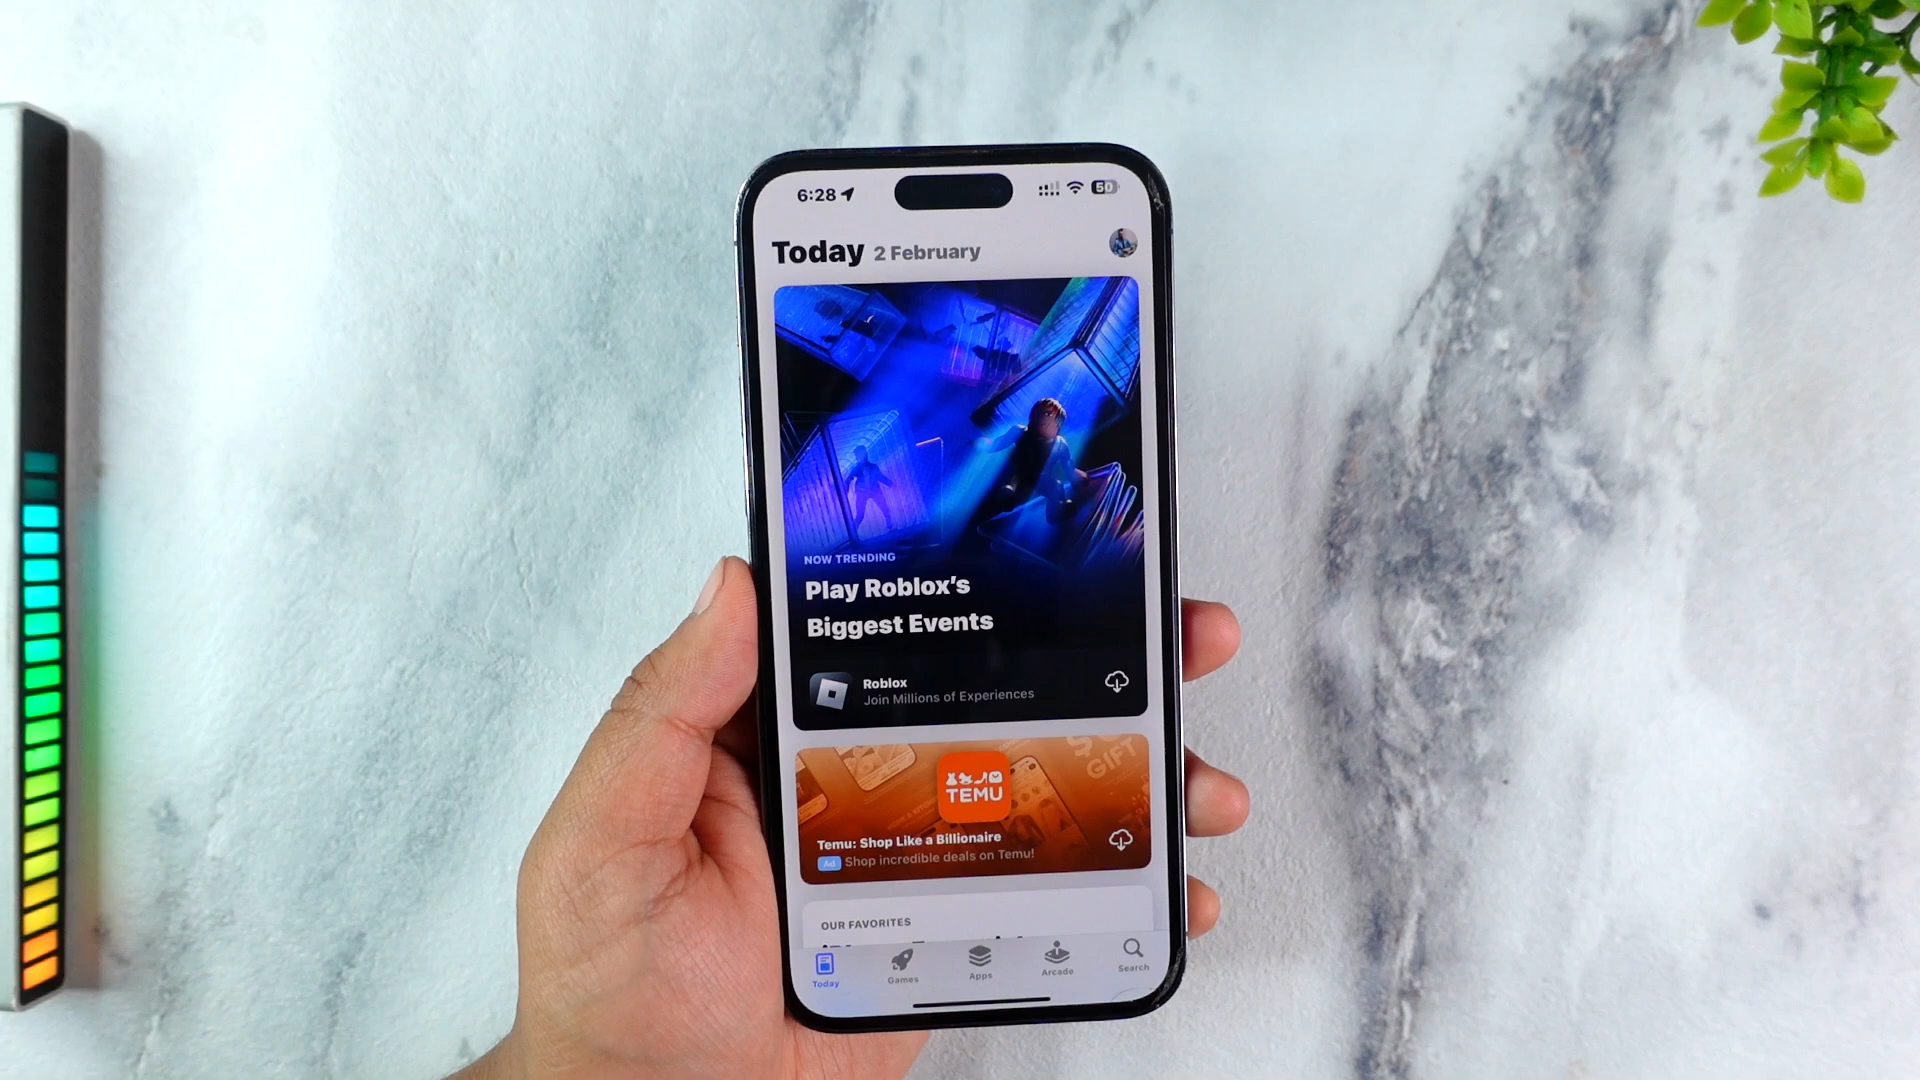 6:28
50
Today 2 February
NOW TRENDING
Play Roblox's
Biggest Events
Roblox
Join Millions of Experiences
GIFT
TEMU
Temu: Shop Like a Billionaire
Ad Shop incredible deals on Temu!
OUR FAVORITES
Today
Games
Apps
Arcade
Search